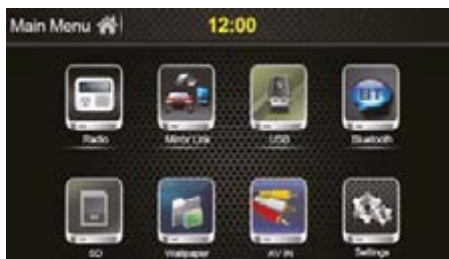 Main Menu 12:00
Radio Mirror Link USB Bluetooth
BT
SD Wallpaper AV IN Settings